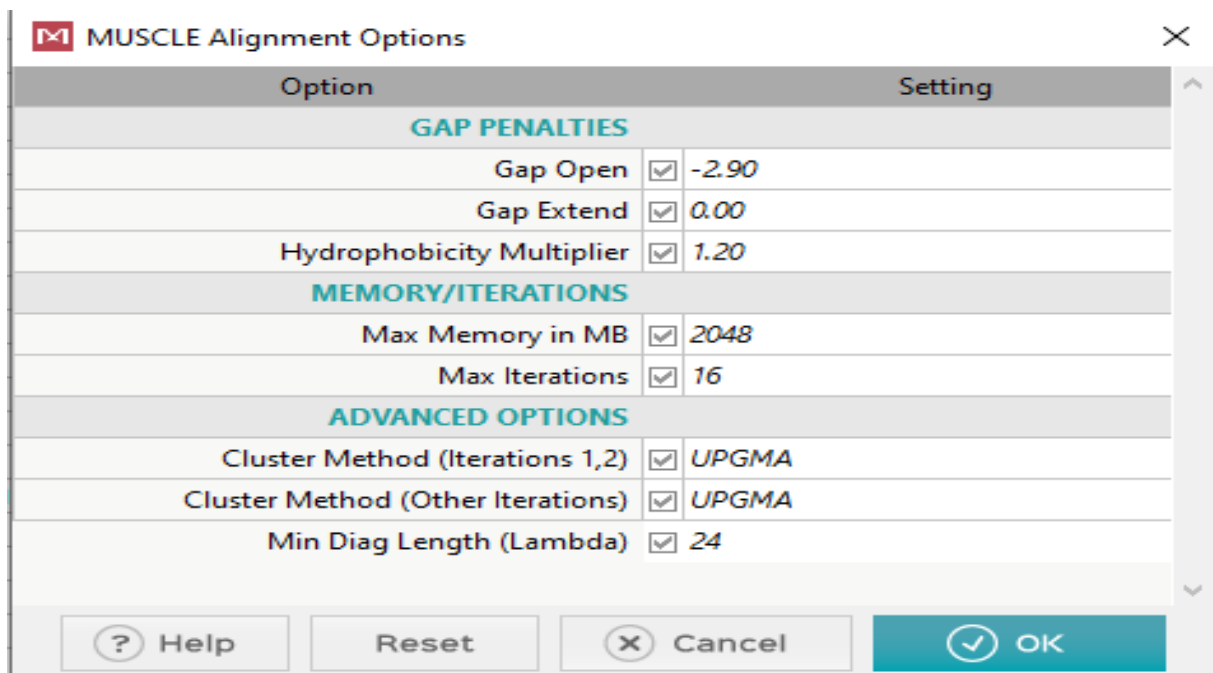 MUSCLE Alignment Options
Option Setting
GAP PENALTIES
Gap Open -2.90
Gap Extend 0.00
Hydrophobicity Multiplier 1.20
MEMORY/ITERATIONS
Max Memory in MB 2048
Max Iterations 16
ADVANCED OPTIONS
Cluster Method (Iterations 1,2) UPGMA
Cluster Method (Other Iterations) UPGMA
Min Diag Length (Lambda) 24
? Help Reset Cancel OK